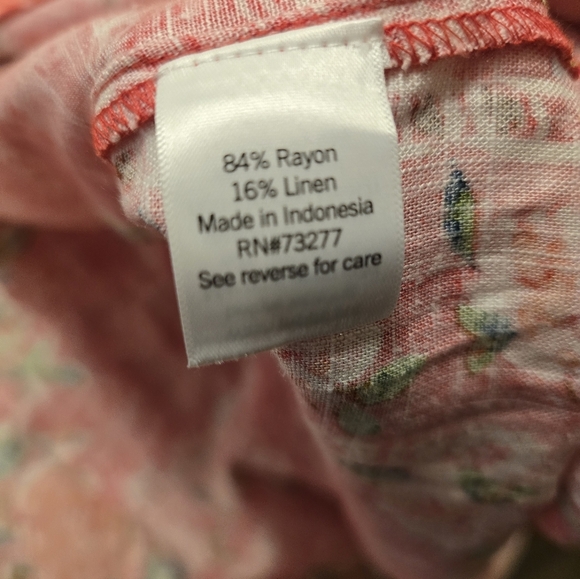 84% Rayon
16% Linen
Made in Indonesia
RN#73277
See reverse for care